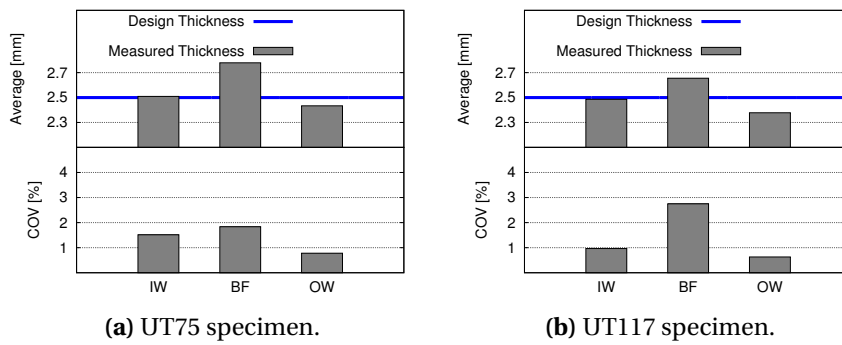 Design Thickness
Measured Thickness
Average [mm]
2.7
2.5
2.3
COV [%]
4
3
2
1
IW BF OW
(a) UT75 specimen.
Design Thickness
Measured Thickness
Average [mm]
2.7
2.5
2.3
COV [%]
4
3
2
1
IW BF OW
(b) UT117 specimen.